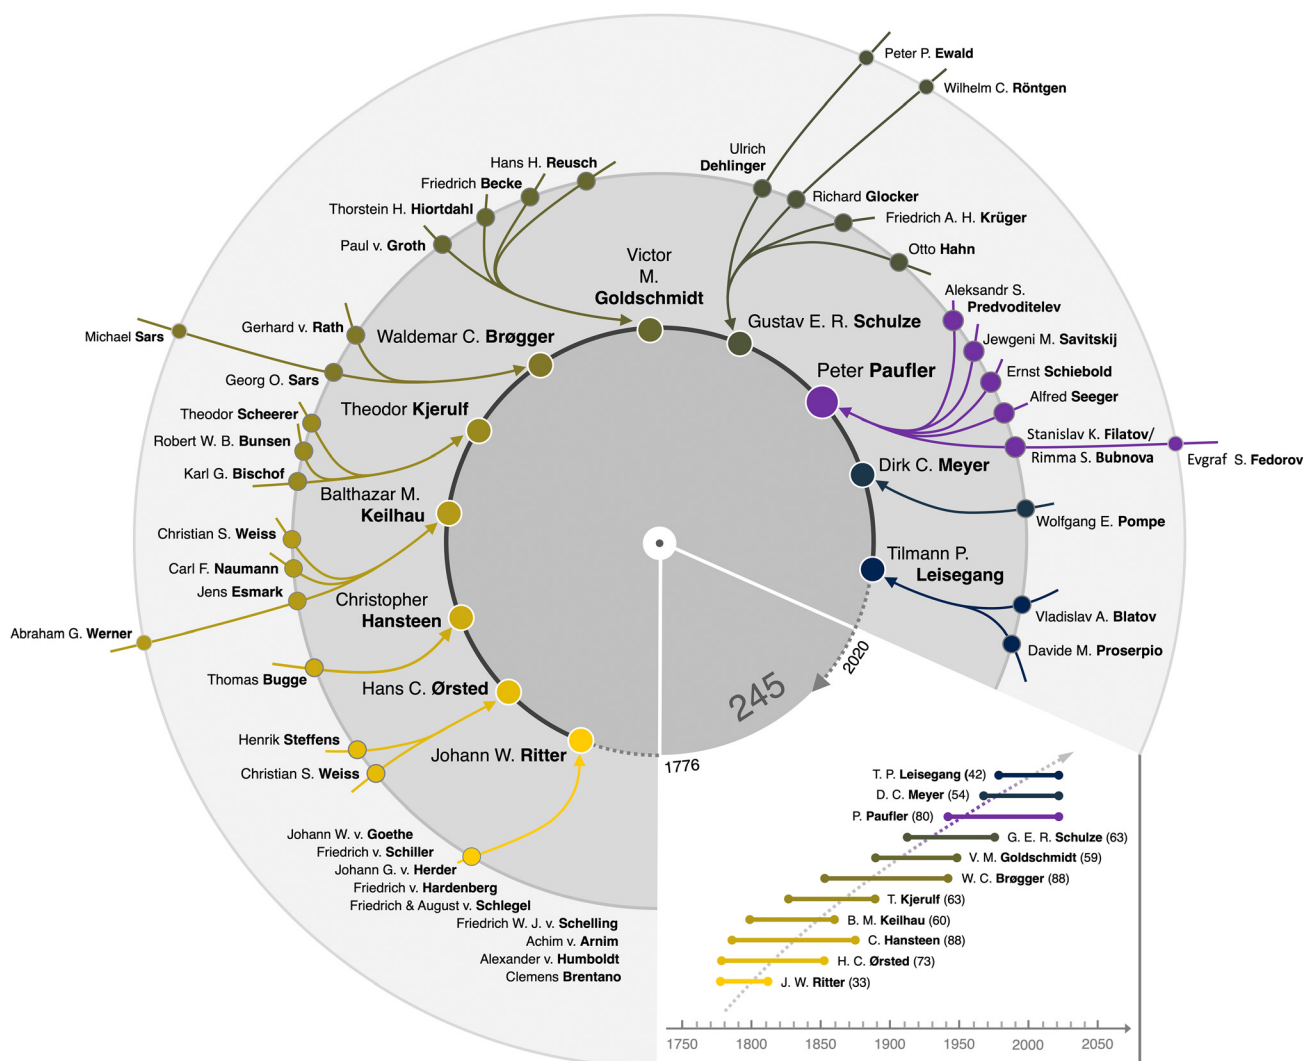 Peter P. Ewald
Wilhelm C. Röntgen
Ulrich
Dehlinger
Hans H. Reusch
Friedrich Becke
Richard Glocker
Thorstein H. Hiortdahl
Friedrich A. H. Krüger
Paul v. Groth
Otto Hahn
Victor
M.
Goldschmidt
Aleksandr S.
Predvoditelev
Gustav E. R. Schulze
Gerhard v. Rath
Waldemar C. Brøgger
Michael Sars
Jewgeni M. Savitskij
Peter Paufler
Ernst Schiebold
Georg O. Sars
Alfred Seeger
Theodor Kjerulf
Theodor Scheerer
Stanislav K. Filatov/
Rimma S. Bubnova
Evgraf S. Fedorov
Robert W. B. Bunsen
Dirk C. Meyer
Karl G. Bischof
Balthazar M.
Keilhau
Wolfgang E. Pompe
Christian S. Weiss
Tilmann P.
Leisegang
Carl F. Naumann
Jens Esmark
Christopher
Hansteen
Vladislav A. Blatov
Abraham G. Werner
Davide M. Proserpio
2020
Thomas Bugge
Hans C. Ørsted
245
Henrik Steffens
Johann W. Ritter
1776
Christian S. Weiss
Johann W. v. Goethe
Friedrich v. Schiller
Johann G. v. Herder
Friedrich v. Hardenberg
Friedrich & August v. Schlegel
Friedrich W. J. v. Schelling
Achim v. Arnim
Alexander v. Humboldt
Clemens Brentano
T. P. Leisegang (42)
D. C. Meyer (54)
P. Paufler (80)
G. E. R. Schulze (63)
V. M. Goldschmidt (59)
W. C. Brøgger (88)
T. Kjerulf (63)
B. M. Keilhau (60)
C. Hansteen (88)
H. C. Ørsted (73)
J. W. Ritter (33)
1750 1800 1850 1900 1950 2000 2050